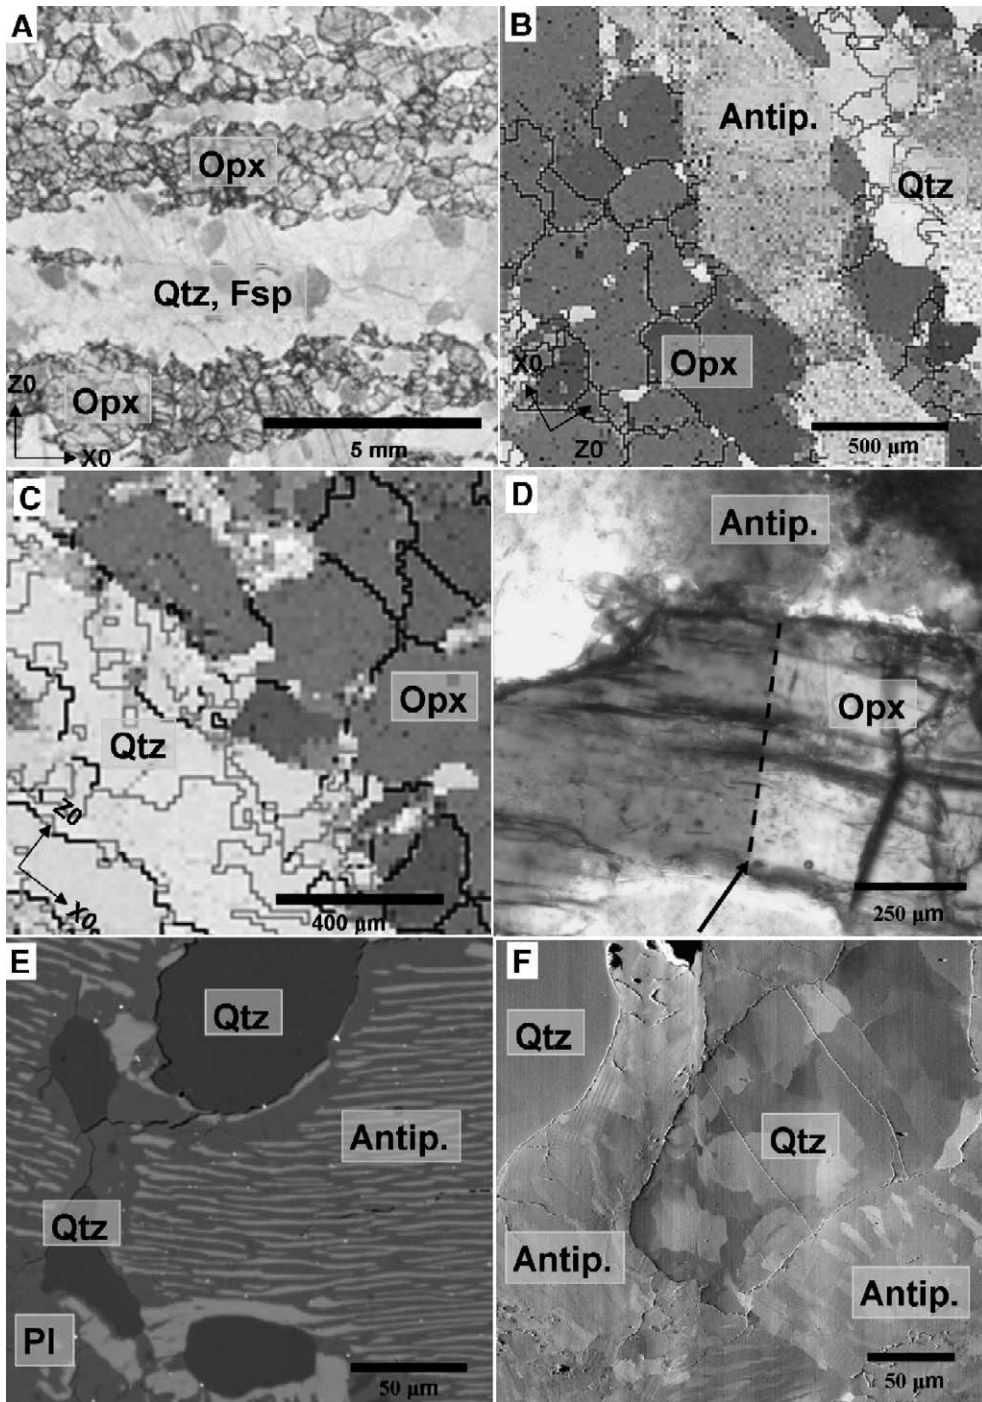 A
Opx
Qtz, Fsp
Opx
Z0
X0
5 mm
B
Antip.
Qtz
Opx
X0
Z0
500 µm
C
Opx
Qtz
Z0
X0
400 µm
D
Antip.
Opx
250 µm
E
Qtz
Antip.
Qtz
Pl
50 µm
F
Qtz
Qtz
Antip.
Antip.
50 µm